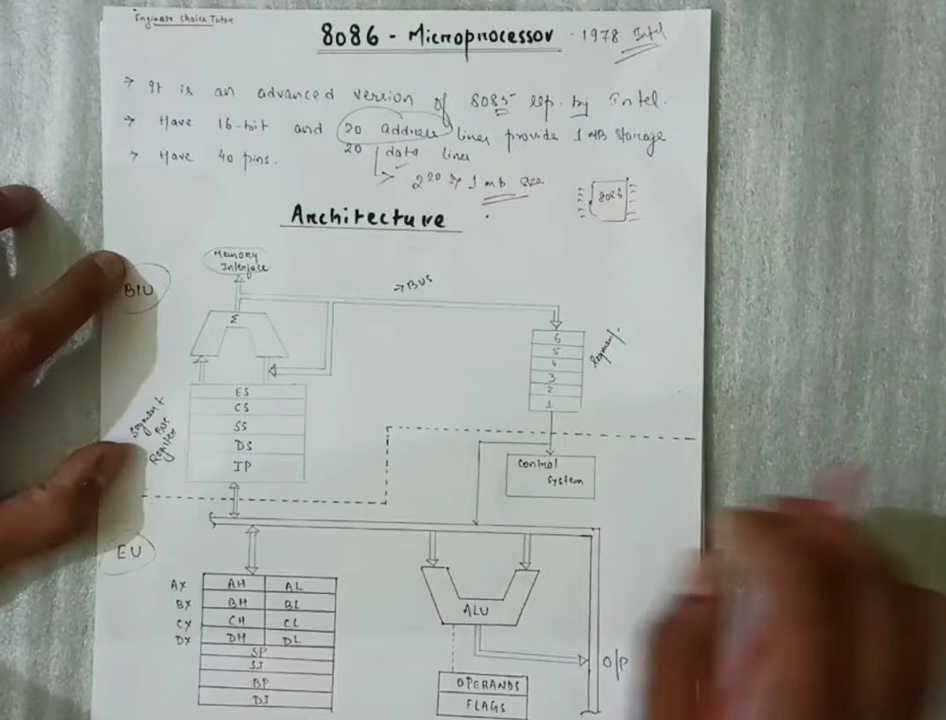 Engineers Choice Tutor
8086 - Microprocessor - 1978 Intel
→ It is an advanced version of 8085 by Intel.
→ Have 16-bit and 20 address lines provide 1 MB Storage
→ Have 40 pins. 20 data lines
→ 2²⁰ → 1 mb
8086
Architecture
Memory
Interface
→ BUS
BIU
Σ
6
5
4
3
2
1
ES
CS
SS
DS
IP
Segment
Bus
Register
Control
System
EU
AX AH AL
BX BH BL
CX CH CL
DX DH DL
SP
SI
BP
DI
ALU
O/P
OPERANDS
FLAGS